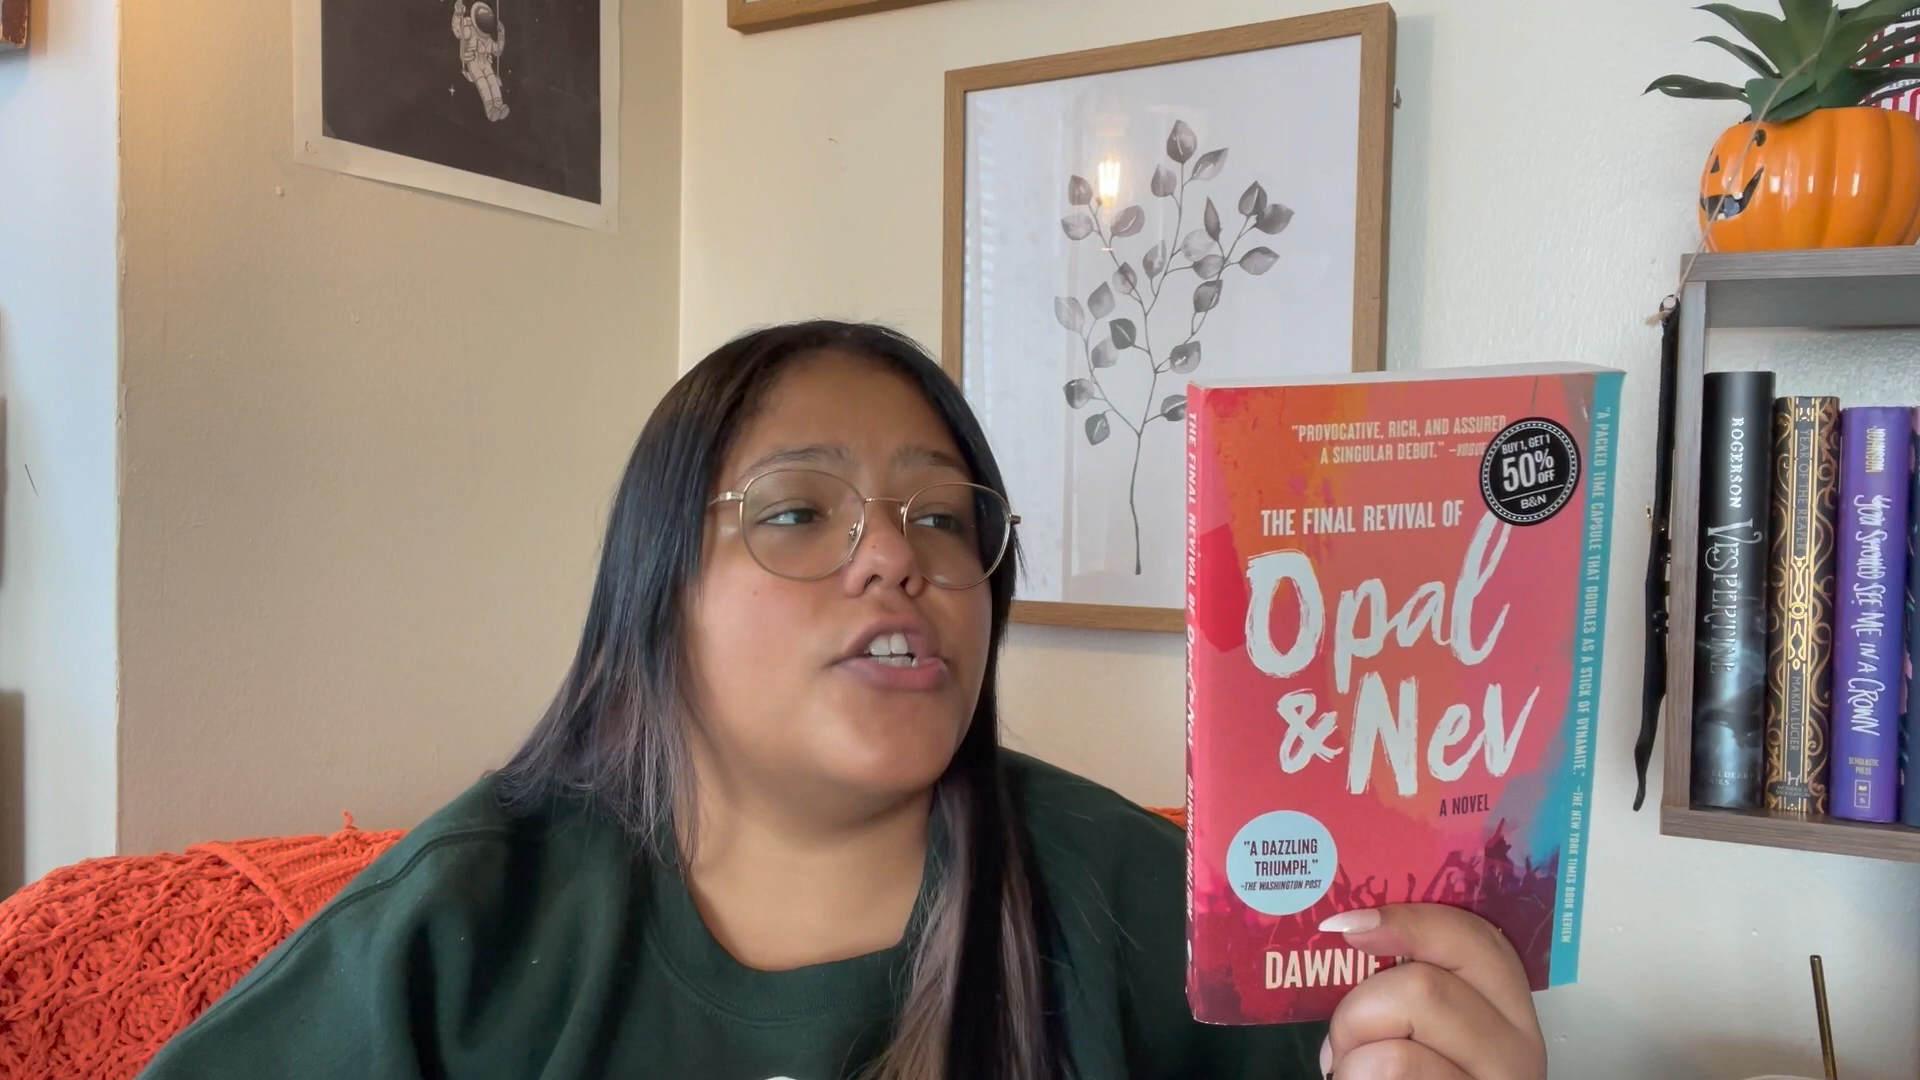 "PROVOCATIVE, RICH, AND ASSURED
A SINGULAR DEBUT." –VOGUE
BUY 1, GET 1
50%
OFF
B&N
THE FINAL REVIVAL OF
Opal
& Nev
A NOVEL
"A DAZZLING
TRIUMPH."
–THE WASHINGTON POST
DAWNIE
THE FINAL REVIVAL OF Opal & Nev DAWNIE WALTON
"A PACKED TIME CAPSULE THAT DOUBLES AS A STICK OF DYNAMITE." –THE NEW YORK TIMES BOOK REVIEW
ROGERSON VESPERTINE
YEAR OF THE REAPER MAKIIA LUCIER
JOHNSON YOU SHOULD SEE ME IN A CROWN
SCHOLASTIC
PRESS